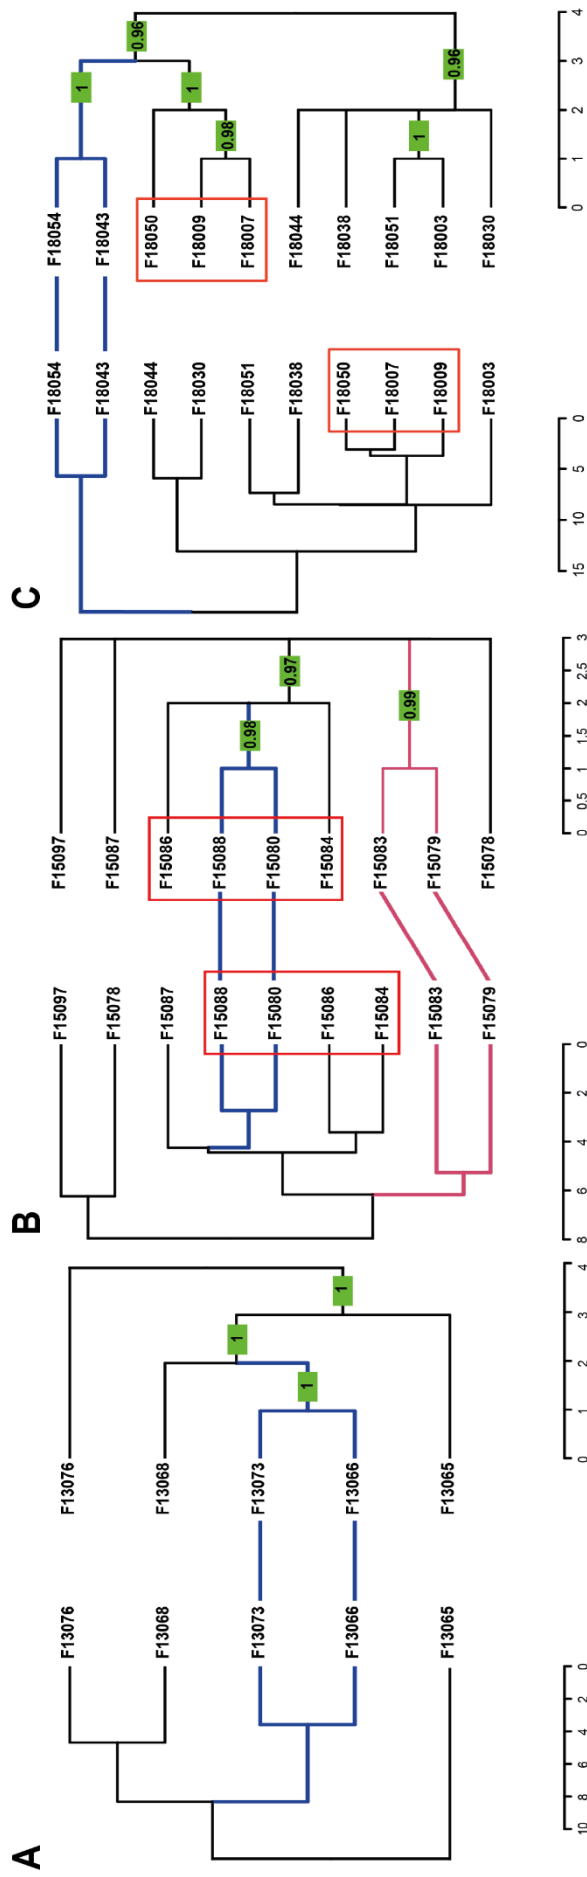 A
F13076
F13068
F13073
F13066
F13065
10 8 6 4 2 0
F13076
F13068
F13073
F13066
F13065
1
1
1
0 1 2 3 4
B
F15097
F15078
F15087
F15088
F15080
F15086
F15084
F15083
F15079
8 6 4 2 0
F15097
F15087
F15086
F15088
F15080
F15084
F15083
F15079
F15078
0.98
0.97
0.99
0 0.5 1 1.5 2 2.5 3
C
F18054
F18043
F18044
F18030
F18051
F18038
F18050
F18007
F18009
F18003
15 10 5 0
F18054
F18043
F18050
F18009
F18007
F18044
F18038
F18051
F18003
F18030
1
0.96
1
0.98
0.96
1
0 1 2 3 4